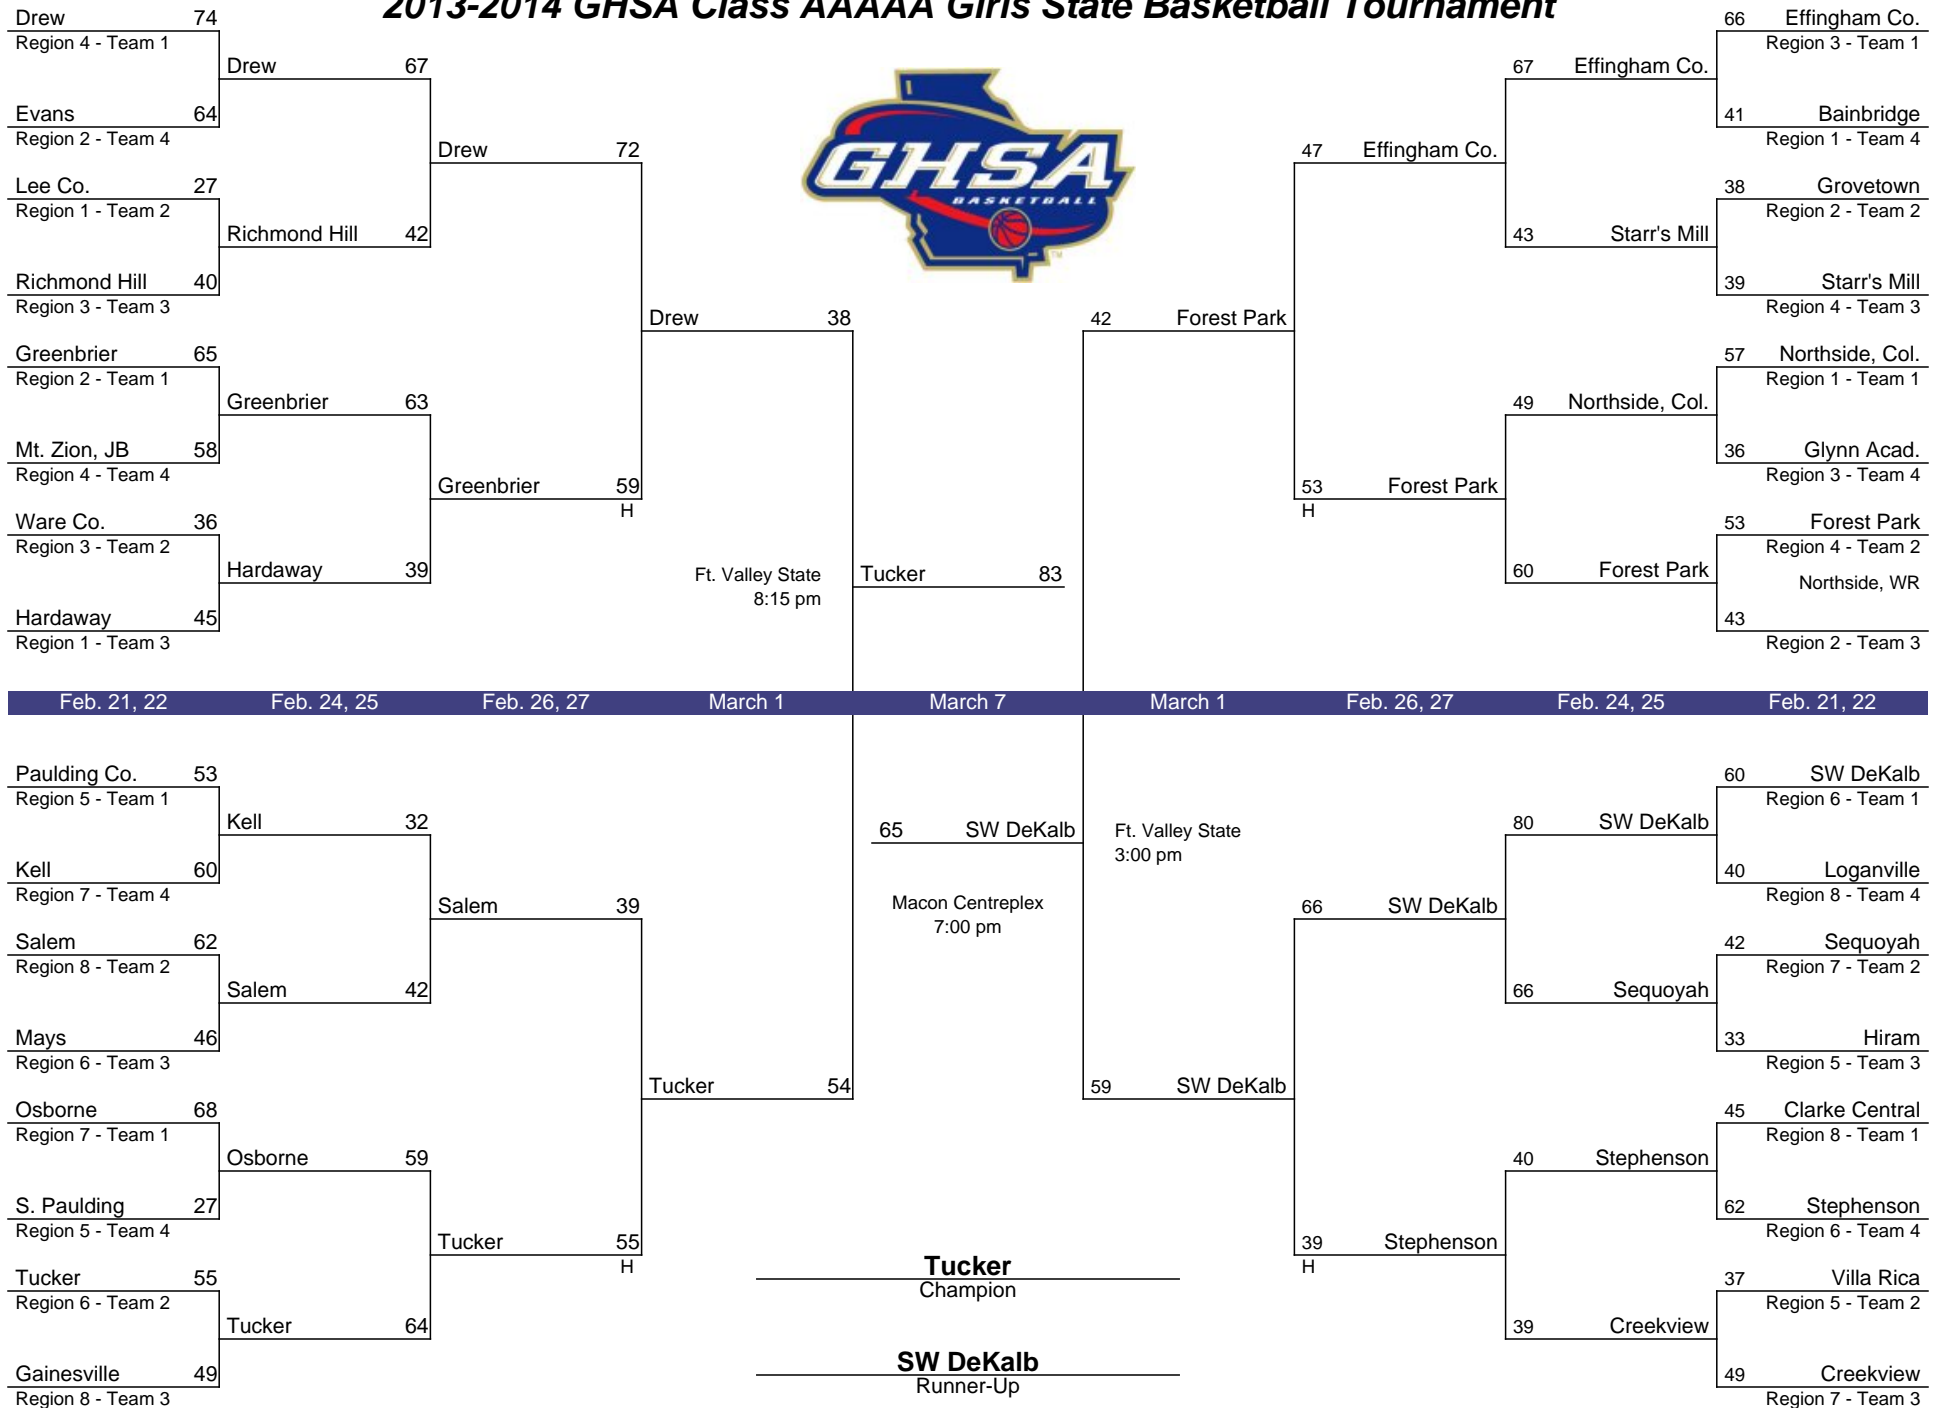 2013-2014 GHSA Class AAAAA Girls State Basketball Tournament
GHSA
BASKETBALL
TM
Drew 74
Region 4 - Team 1
Evans 64
Region 2 - Team 4
Lee Co. 27
Region 1 - Team 2
Richmond Hill 40
Region 3 - Team 3
Greenbrier 65
Region 2 - Team 1
Mt. Zion, JB 58
Region 4 - Team 4
Ware Co. 36
Region 3 - Team 2
Hardaway 45
Region 1 - Team 3
Drew 67
Richmond Hill 42
Greenbrier 63
Hardaway 39
Drew 72
Greenbrier 59
H
Drew 38
Ft. Valley State
8:15 pm
Tucker 83
42 Forest Park
47 Effingham Co.
53 Forest Park
H
67 Effingham Co.
43 Starr's Mill
49 Northside, Col.
60 Forest Park
66 Effingham Co.
Region 3 - Team 1
41 Bainbridge
Region 1 - Team 4
38 Grovetown
Region 2 - Team 2
39 Starr's Mill
Region 4 - Team 3
57 Northside, Col.
Region 1 - Team 1
36 Glynn Acad.
Region 3 - Team 4
53 Forest Park
Region 4 - Team 2
Northside, WR
43
Region 2 - Team 3
Feb. 21, 22 Feb. 24, 25 Feb. 26, 27 March 1 March 7 March 1 Feb. 26, 27 Feb. 24, 25 Feb. 21, 22
Paulding Co. 53
Region 5 - Team 1
Kell 60
Region 7 - Team 4
Salem 62
Region 8 - Team 2
Mays 46
Region 6 - Team 3
Osborne 68
Region 7 - Team 1
S. Paulding 27
Region 5 - Team 4
Tucker 55
Region 6 - Team 2
Gainesville 49
Region 8 - Team 3
Kell 32
Salem 42
Osborne 59
Tucker 64
Salem 39
Tucker 55
H
Tucker 54
65 SW DeKalb
Macon Centreplex
7:00 pm
Ft. Valley State
3:00 pm
59 SW DeKalb
66 SW DeKalb
39 Stephenson
H
80 SW DeKalb
66 Sequoyah
40 Stephenson
39 Creekview
60 SW DeKalb
Region 6 - Team 1
40 Loganville
Region 8 - Team 4
42 Sequoyah
Region 7 - Team 2
33 Hiram
Region 5 - Team 3
45 Clarke Central
Region 8 - Team 1
62 Stephenson
Region 6 - Team 4
37 Villa Rica
Region 5 - Team 2
49 Creekview
Region 7 - Team 3
Tucker
Champion
SW DeKalb
Runner-Up